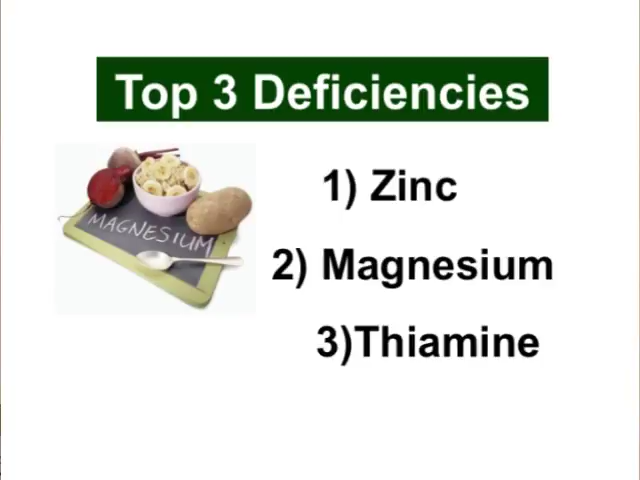 Top 3 Deficiencies
MAGNESIUM
1) Zinc
2) Magnesium
3)Thiamine